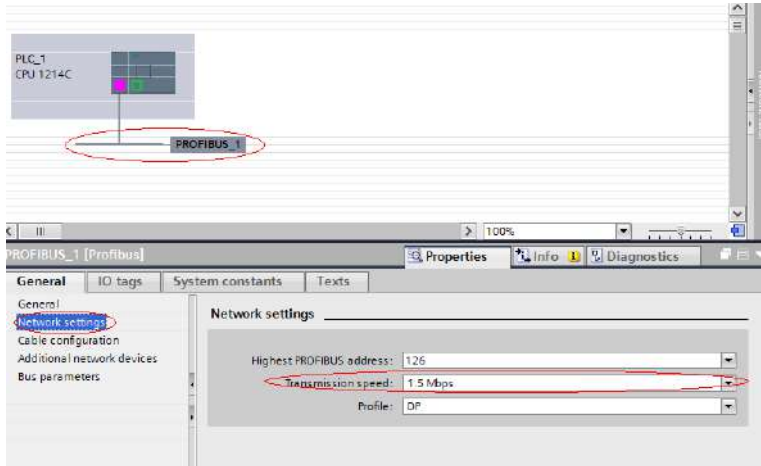 PLC_1
CPU 1214C
PROFIBUS_1
100%
PROFIBUS_1 [Profibus]
Properties
Info
Diagnostics
General
IO tags
System constants
Texts
General
Network settings
Cable configuration
Additional network devices
Bus parameters
Network settings
Highest PROFIBUS address: 126
Transmission speed: 1.5 Mbps
Profile: DP